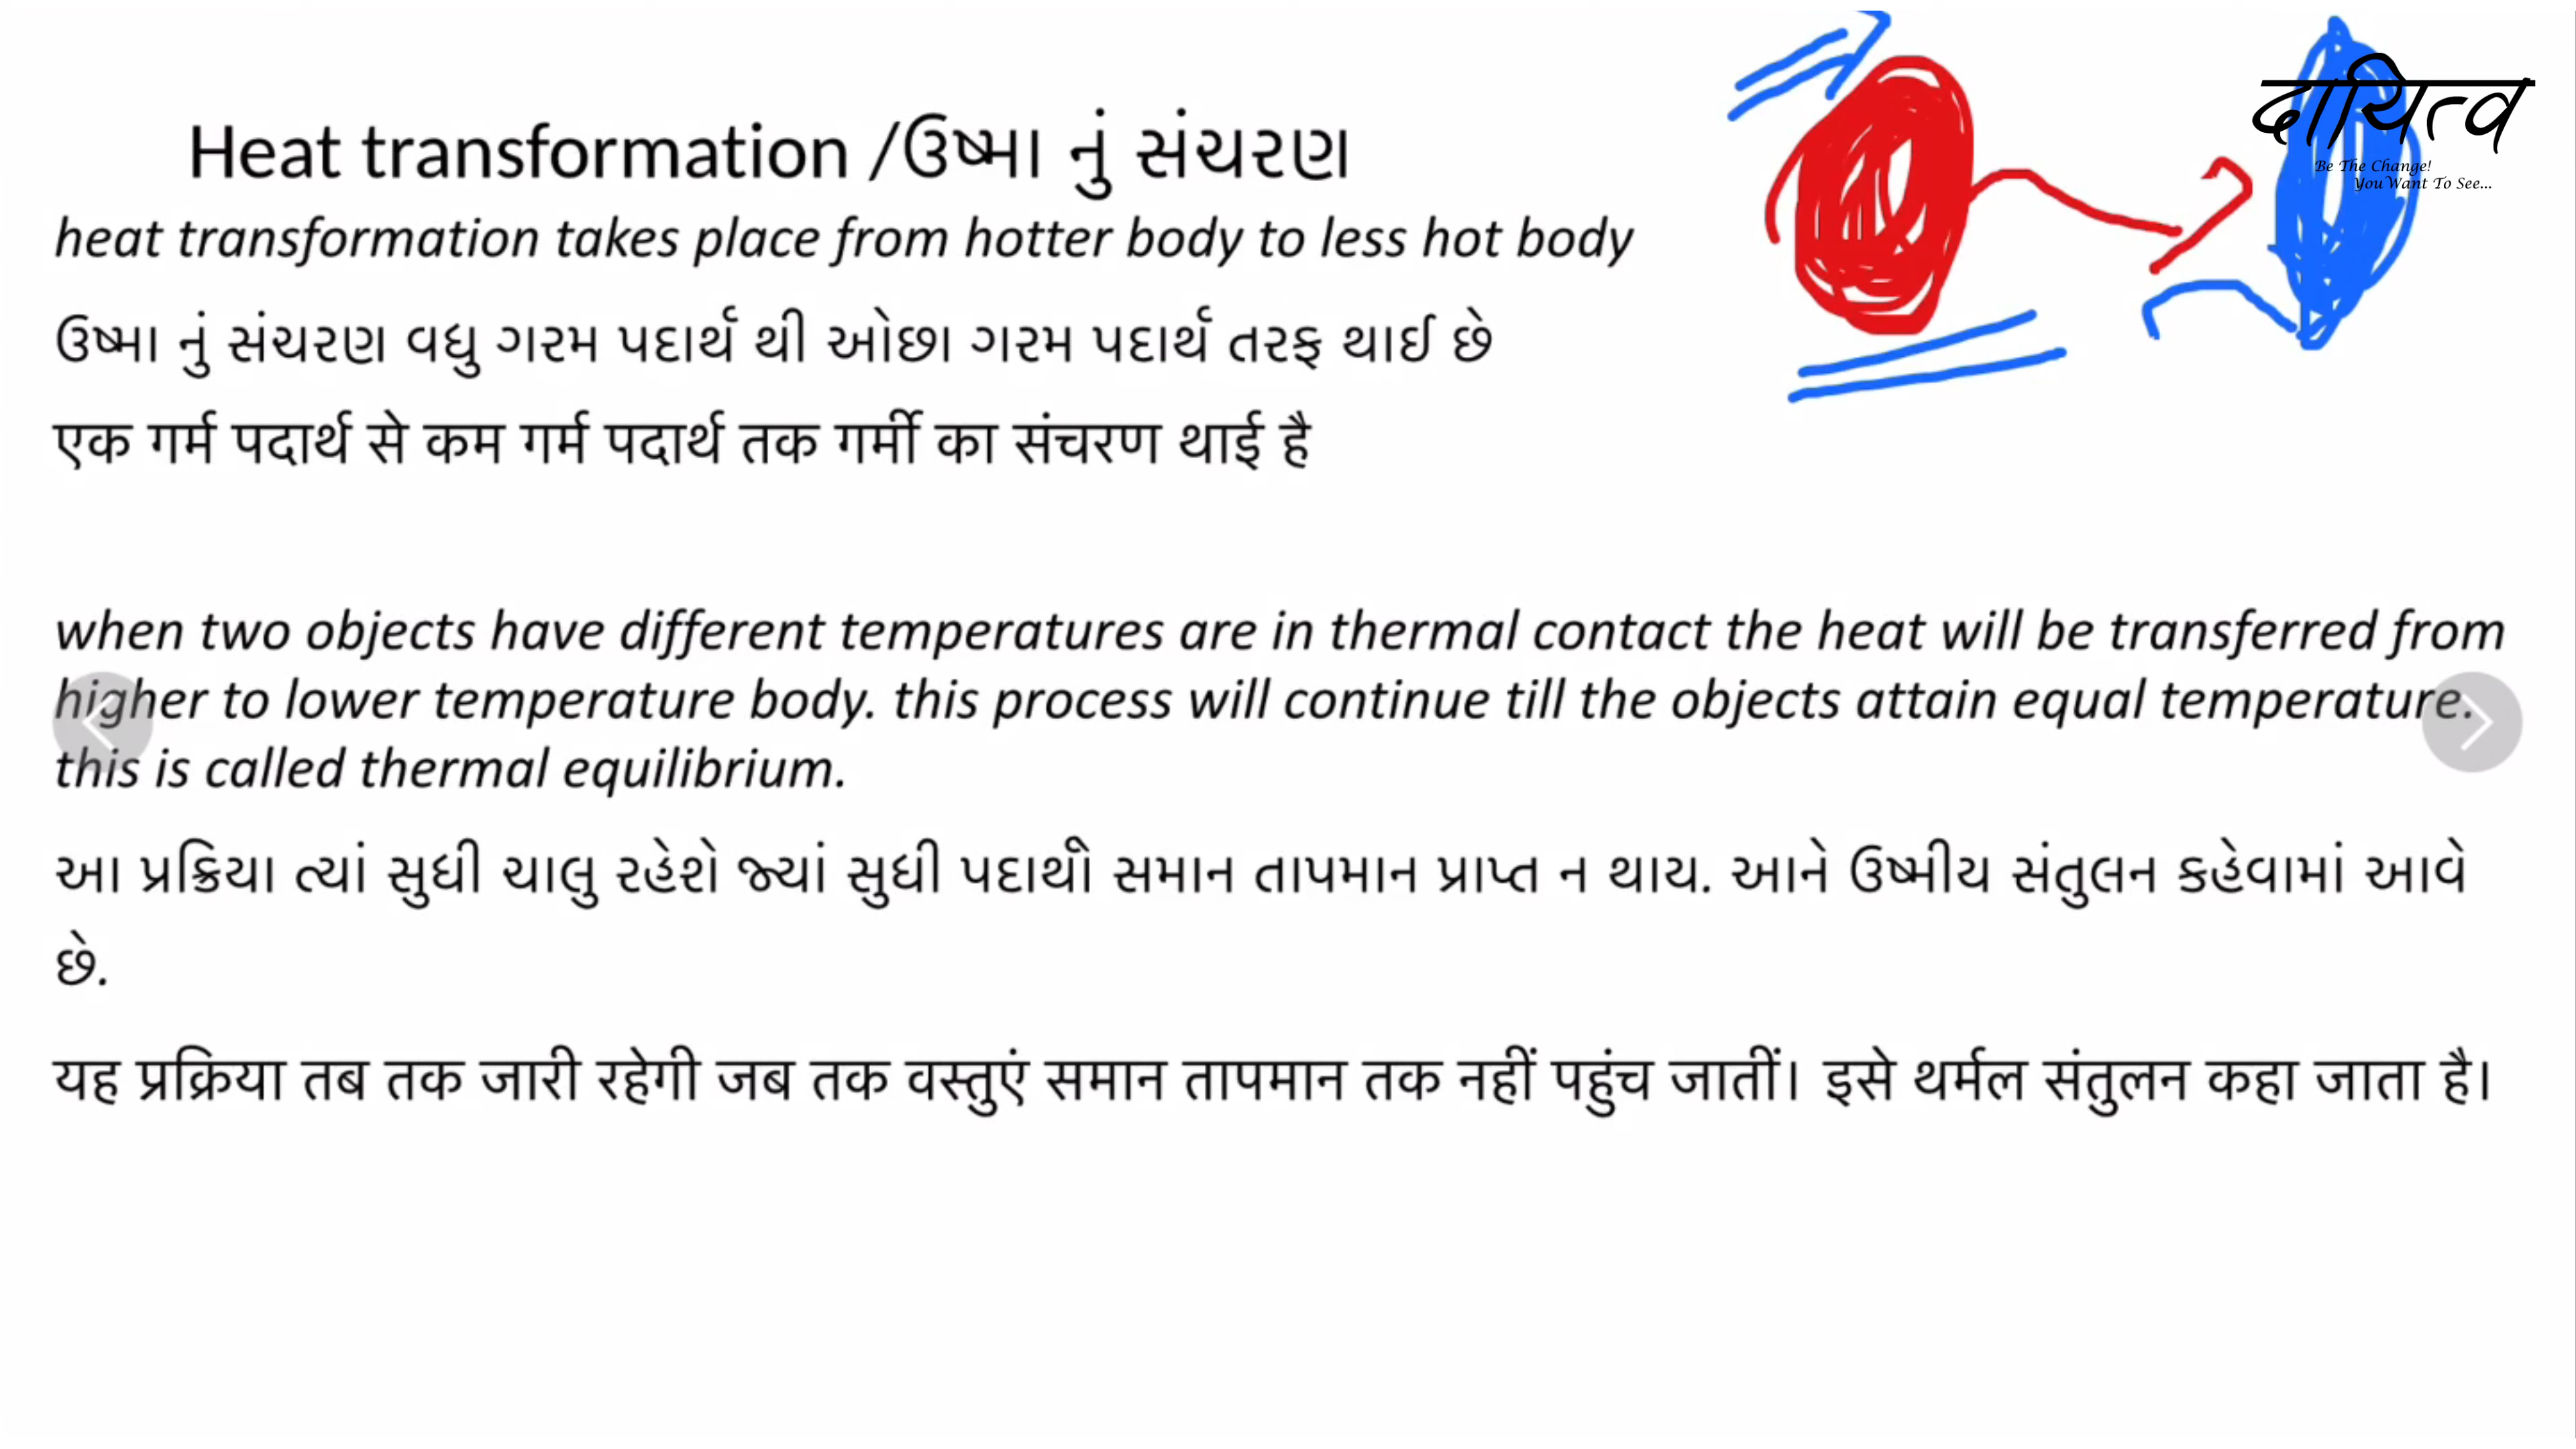 Heat transformation /ઉષ્મા નું સંચરણ
heat transformation takes place from hotter body to less hot body
ઉષ્મા નું સંચરણ વધુ ગરમ પદાર્થ થી ઓછા ગરમ પદાર્થ તરફ થાઈ છે
एक गर्म पदार्थ से कम गर्म पदार्थ तक गर्मी का संचरण थाई है
दायित्व
Be The Change!
You Want To See...
when two objects have different temperatures are in thermal contact the heat will be transferred from
higher to lower temperature body. this process will continue till the objects attain equal temperature.
this is called thermal equilibrium.
આ પ્રક્રિયા ત્યાં સુધી ચાલુ રહેશે જ્યાં સુધી પદાર્થો સમાન તાપમાન પ્રાપ્ત ન થાય. આને ઉષ્મીય સંતુલન કહેવામાં આવે
છે.
यह प्रक्रिया तब तक जारी रहेगी जब तक वस्तुएं समान तापमान तक नहीं पहुंच जातीं। इसे थर्मल संतुलन कहा जाता है।